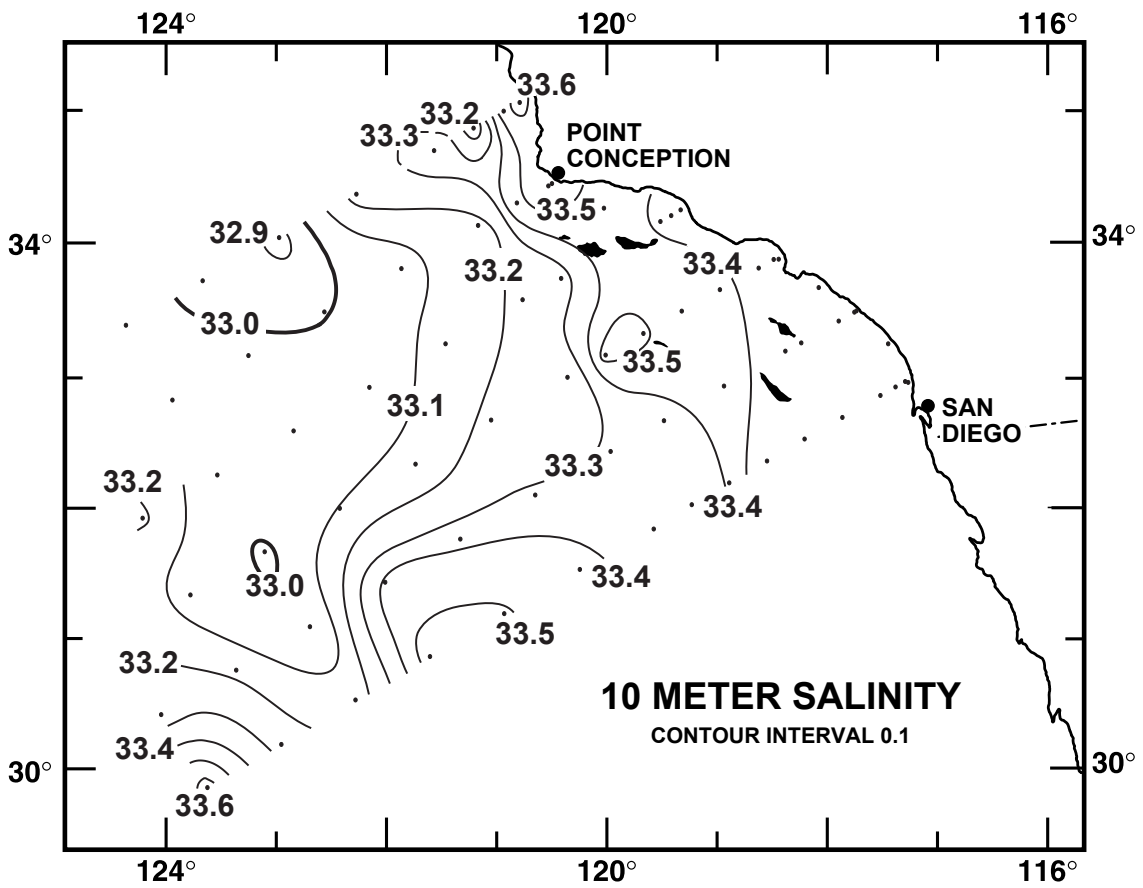 124° 120° 116°
33.6
33.2
33.3
POINT
CONCEPTION
33.5
32.9
34° 34°
33.4
33.2
33.0
33.5
33.1
SAN
DIEGO
33.3
33.2
33.4
33.4
33.0
33.5
33.2
10 METER SALINITY
CONTOUR INTERVAL 0.1
33.4
30° 30°
33.6
124° 120° 116°